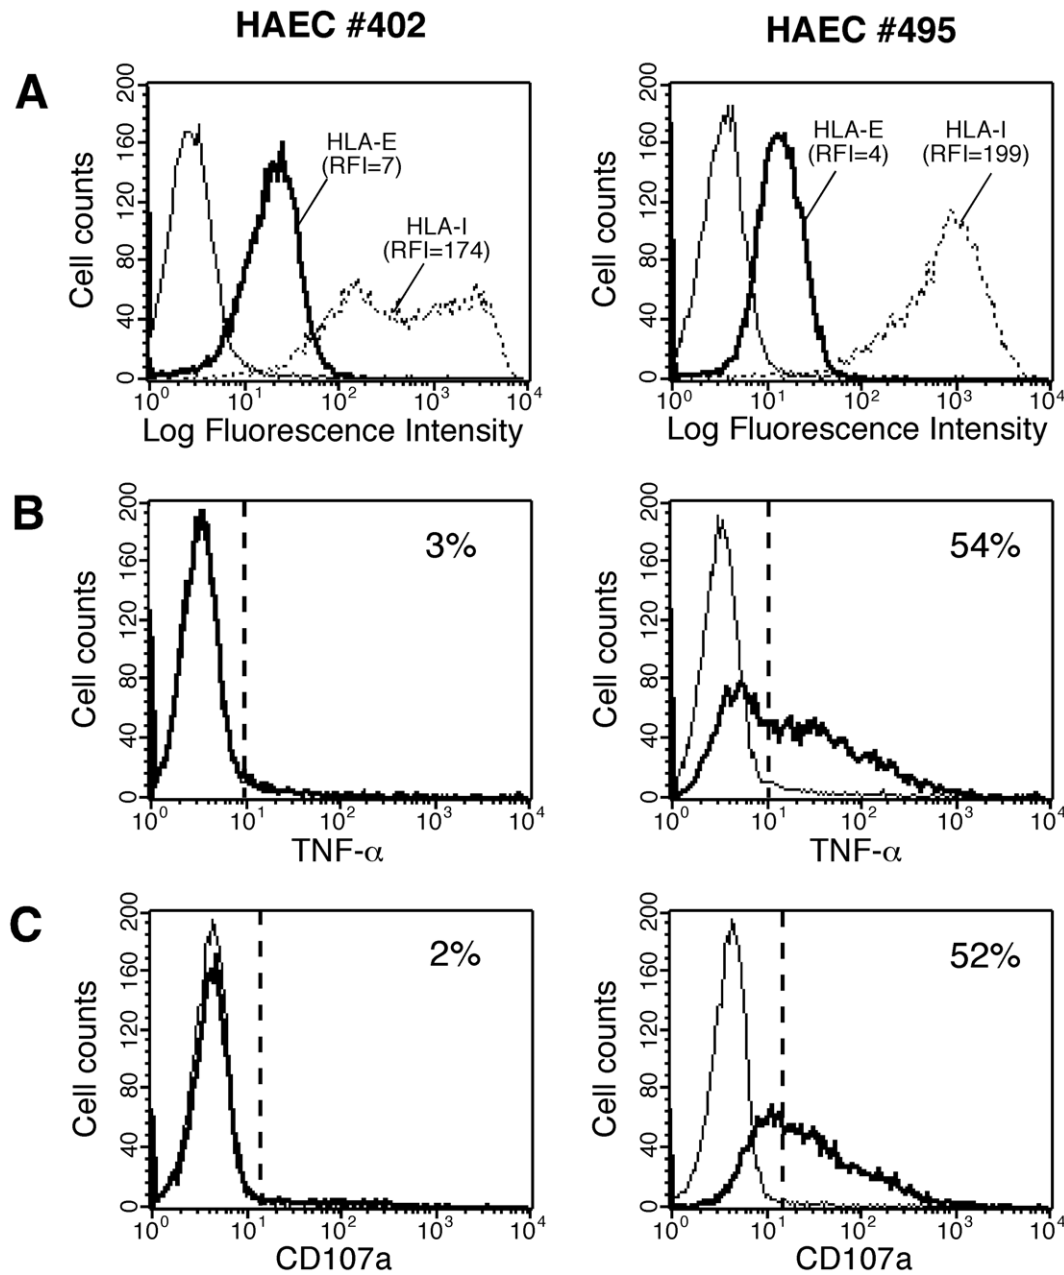 HAEC #402
HAEC #495
A
Cell counts
200
160
120
80
40
0
HLA-E
(RFI=7)
HLA-I
(RFI=174)
10^0 10^1 10^2 10^3 10^4
Log Fluorescence Intensity
Cell counts
200
160
120
80
40
0
HLA-E
(RFI=4)
HLA-I
(RFI=199)
10^0 10^1 10^2 10^3 10^4
Log Fluorescence Intensity
B
Cell counts
200
160
120
80
40
0
3%
10^0 10^1 10^2 10^3 10^4
TNF-α
Cell counts
200
160
120
80
40
0
54%
10^0 10^1 10^2 10^3 10^4
TNF-α
C
Cell counts
200
160
120
80
40
0
2%
10^0 10^1 10^2 10^3 10^4
CD107a
Cell counts
200
160
120
80
40
0
52%
10^0 10^1 10^2 10^3 10^4
CD107a